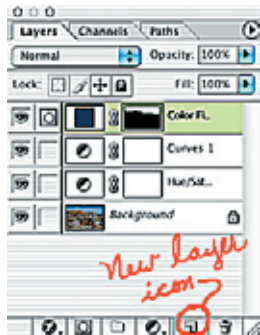 Layers Channels Paths
Normal Opacity: 100%
Lock: Fill: 100%
Color Fi...
Curves 1
Hue/Sat...
Background
New layer
icon